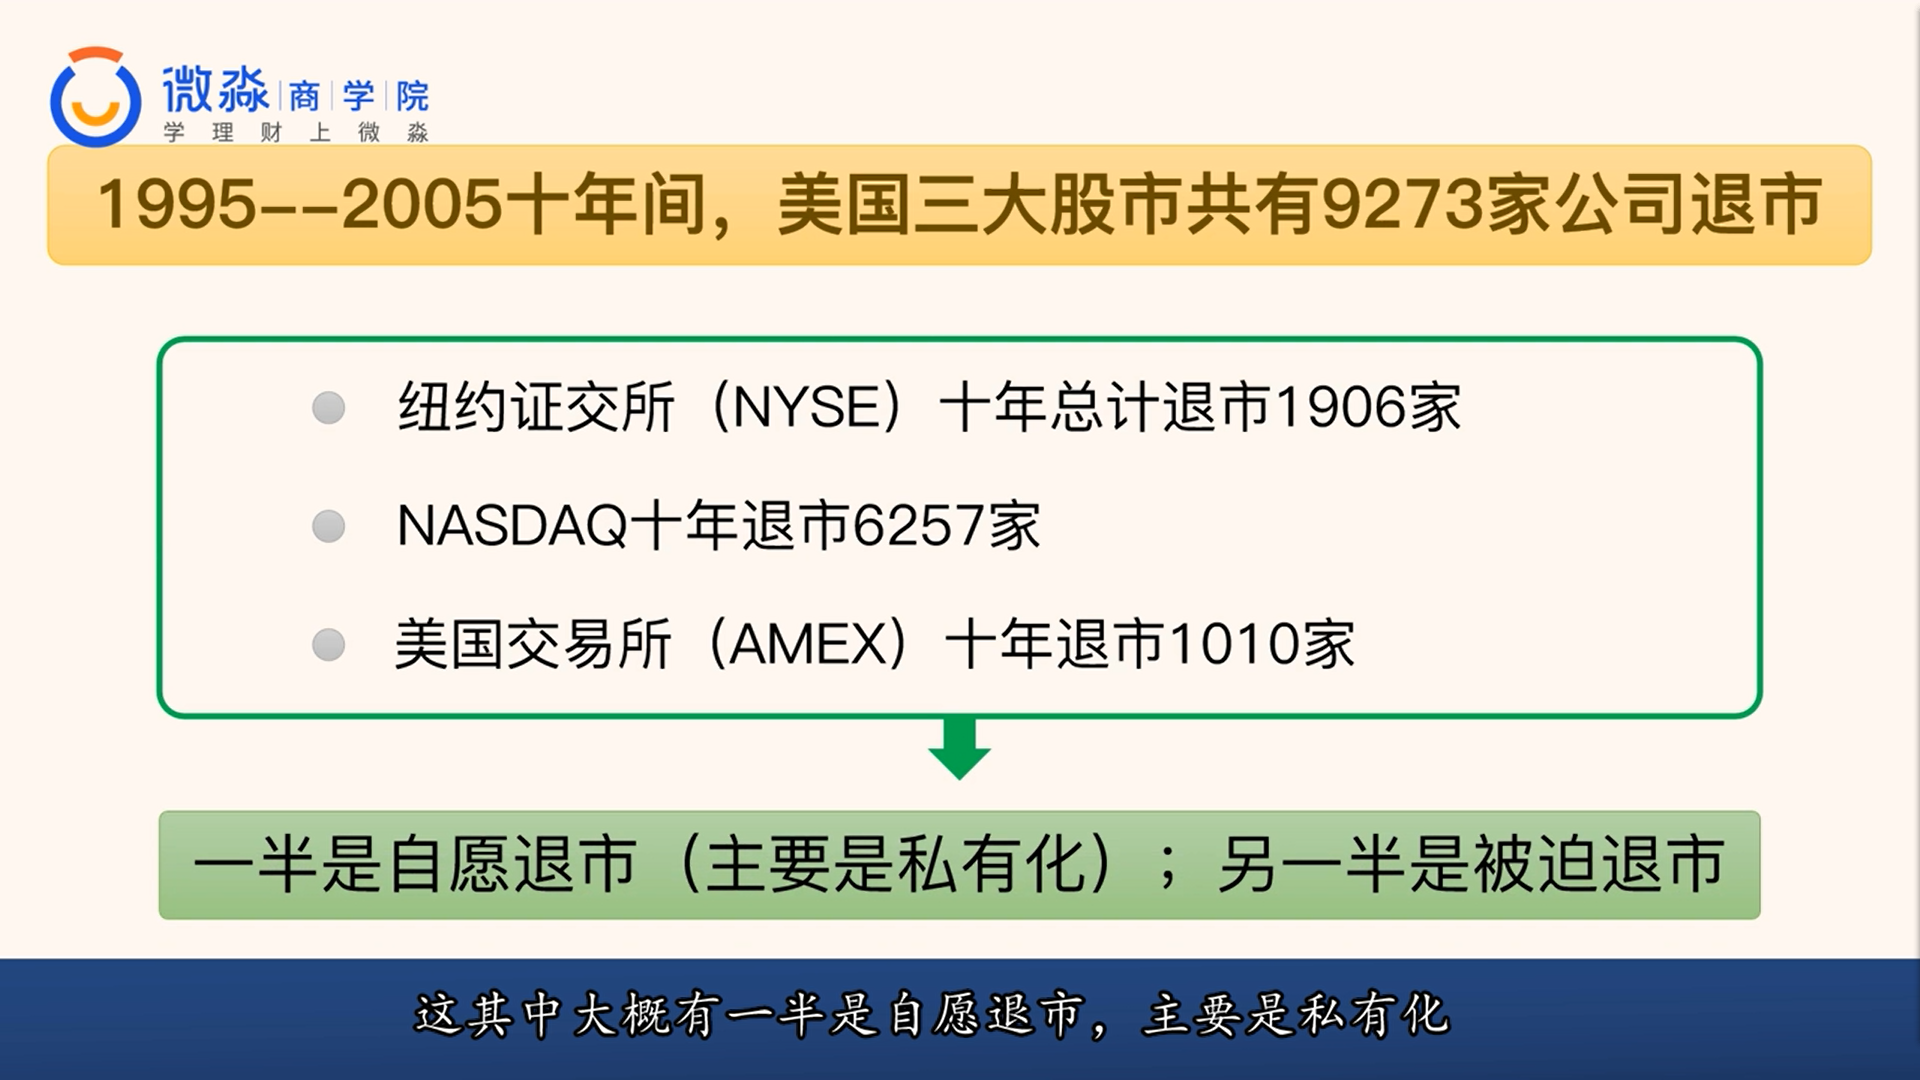 微淼|商|学|院
学理财上微淼
1995--2005十年间，美国三大股市共有9273家公司退市
纽约证交所（NYSE）十年总计退市1906家
NASDAQ十年退市6257家
美国交易所（AMEX）十年退市1010家
一半是自愿退市（主要是私有化）；另一半是被迫退市
这其中大概有一半是自愿退市，主要是私有化